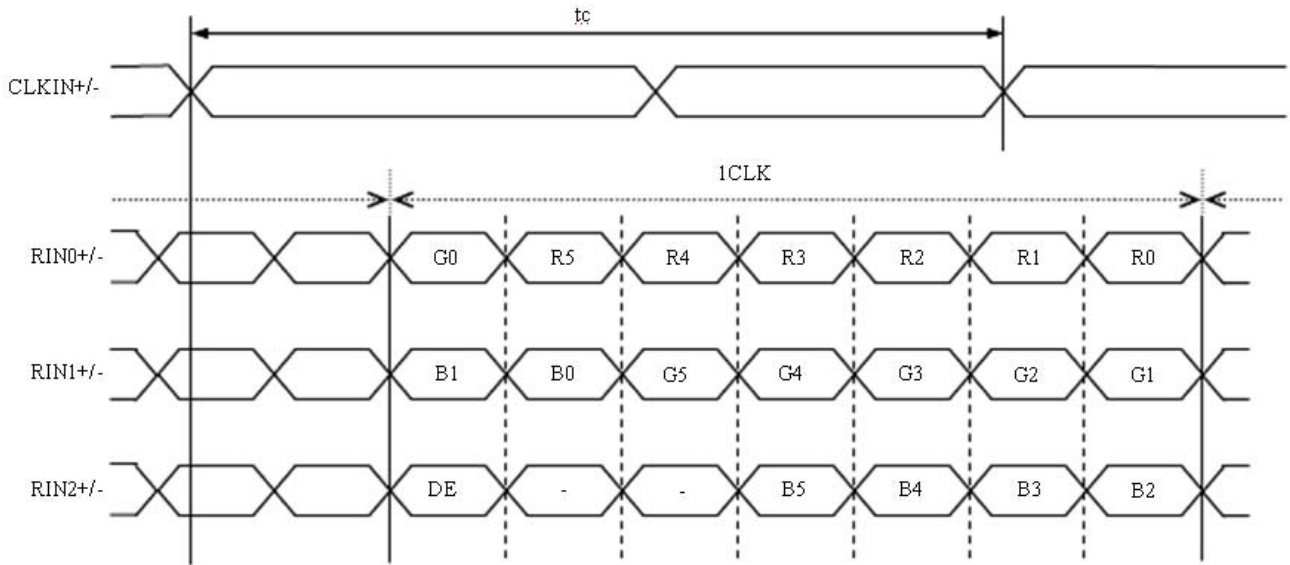 tc
CLKIN+/-
1CLK
RIN0+/- G0 R5 R4 R3 R2 R1 R0
RIN1+/- B1 B0 G5 G4 G3 G2 G1
RIN2+/- DE - - B5 B4 B3 B2